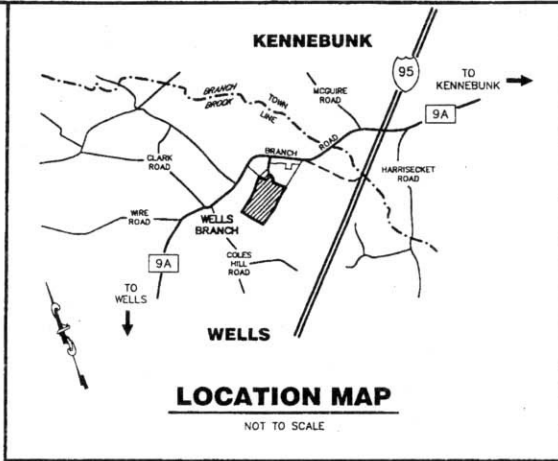 KENNEBUNK
95
TO
KENNEBUNK
MCGUIRE
ROAD
9A
BRANCH
BROOK
TOWN
LINE
BRANCH
ROAD
HARRISECKET
ROAD
CLARK
ROAD
WIRE
ROAD
WELLS
BRANCH
9A
COLES
HILL
ROAD
TO
WELLS
WELLS
LOCATION MAP
NOT TO SCALE